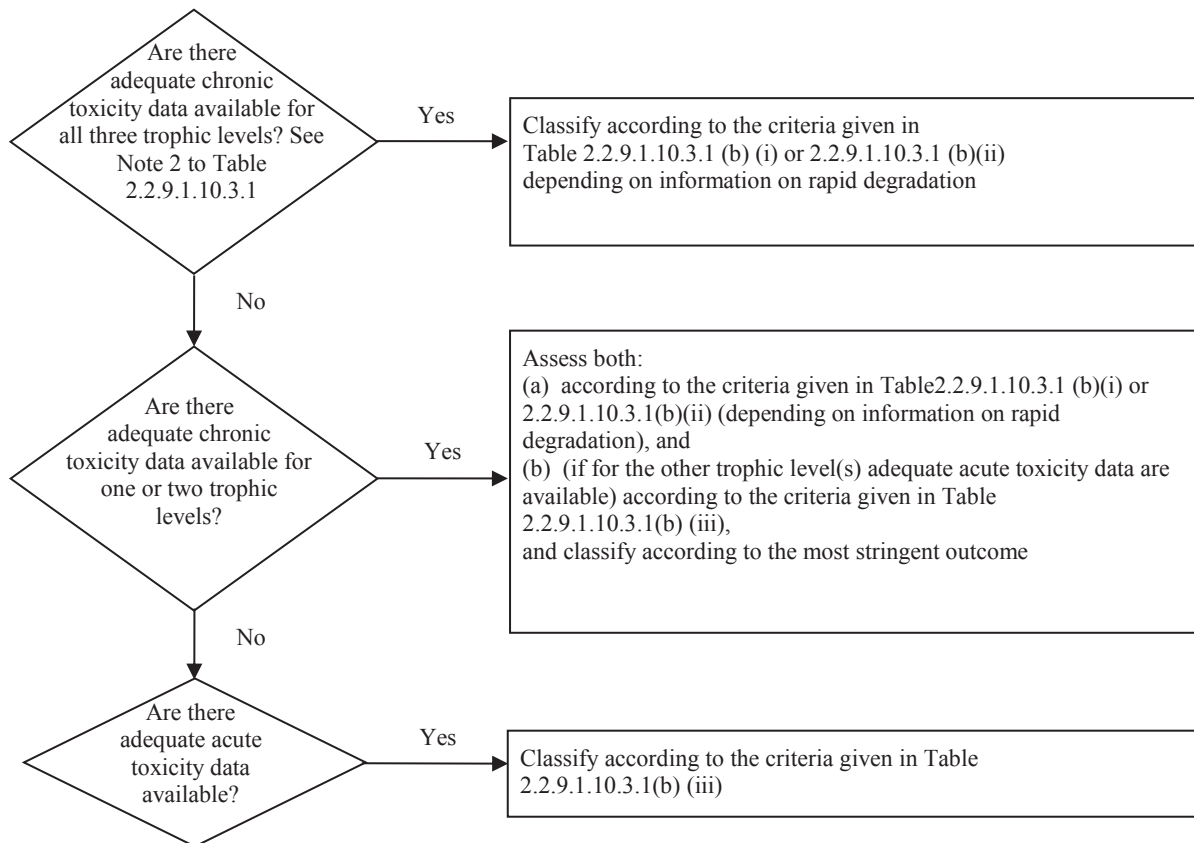 Are there
adequate chronic
toxicity data available for
all three trophic levels? See
Note 2 to Table
2.2.9.1.10.3.1
Yes
Classify according to the criteria given in
Table 2.2.9.1.10.3.1 (b) (i) or 2.2.9.1.10.3.1 (b)(ii)
depending on information on rapid degradation
No
Are there
adequate chronic
toxicity data available for
one or two trophic
levels?
Yes
Assess both:
(a) according to the criteria given in Table2.2.9.1.10.3.1 (b)(i) or
2.2.9.1.10.3.1(b)(ii) (depending on information on rapid
degradation), and
(b) (if for the other trophic level(s) adequate acute toxicity data are
available) according to the criteria given in Table
2.2.9.1.10.3.1(b) (iii),
and classify according to the most stringent outcome
No
Are there
adequate acute
toxicity data
available?
Yes
Classify according to the criteria given in Table
2.2.9.1.10.3.1(b) (iii)